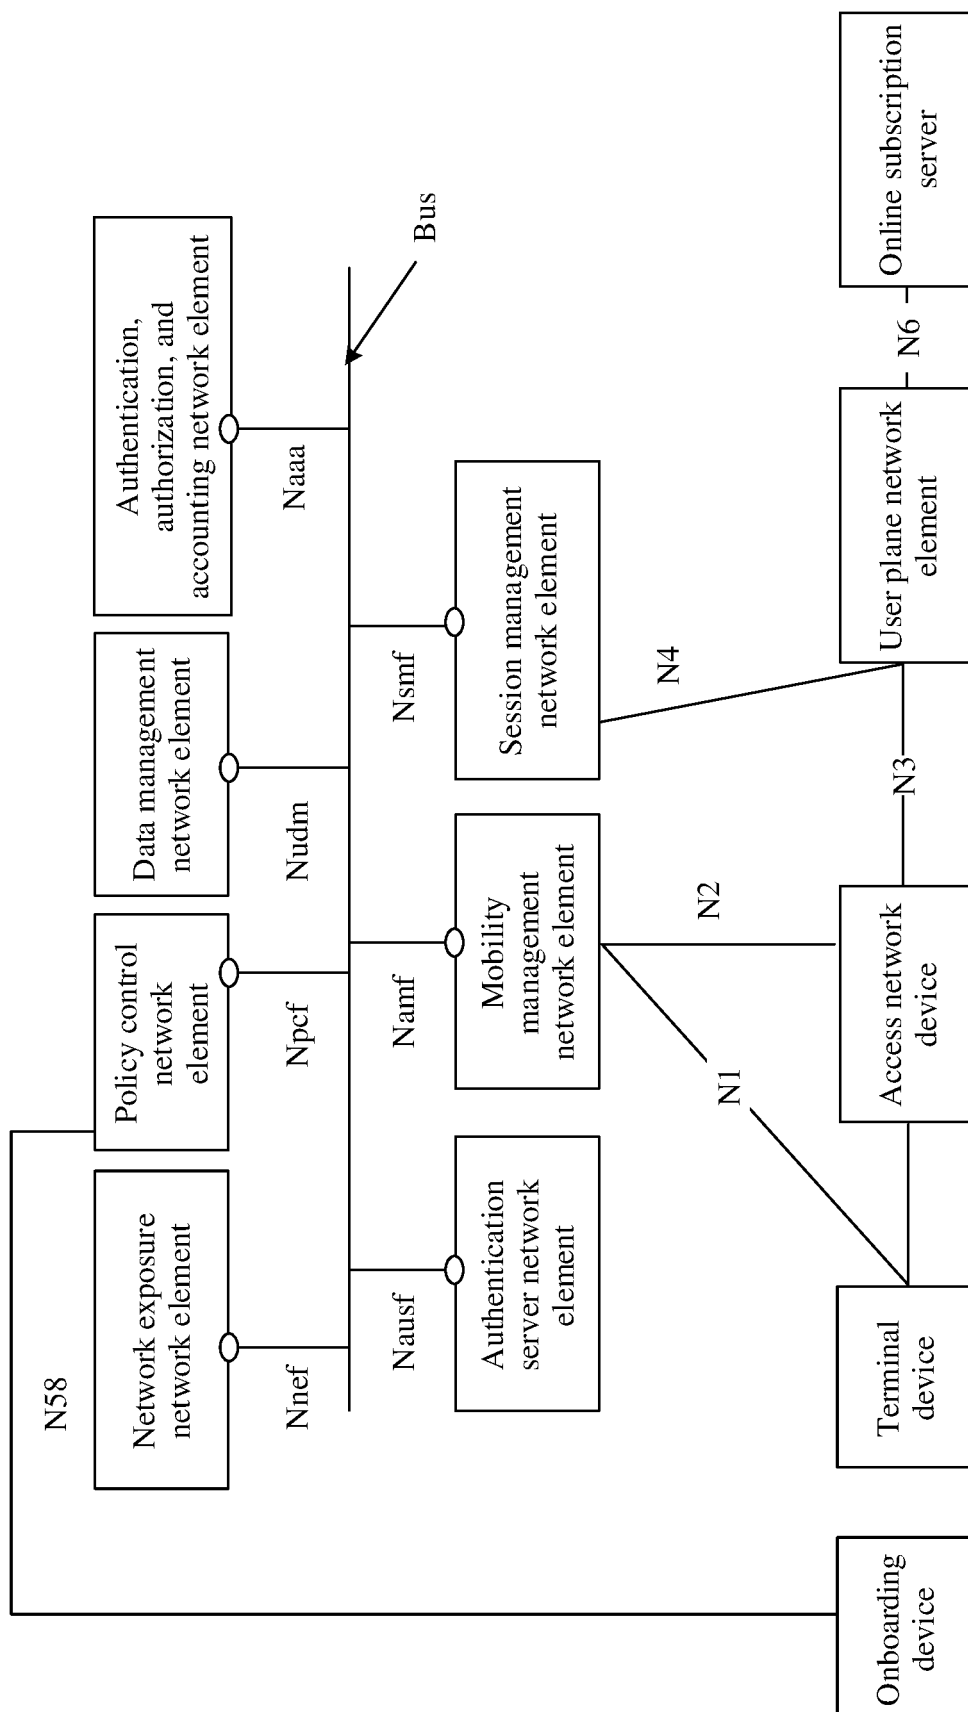 N58
Network exposure
network element
Policy control
network
element
Data management
network element
Authentication,
authorization, and
accounting network element
Nnef
Npcf
Nudm
Naaa
Bus
Nausf
Namf
Nsmf
Authentication
server network
element
Mobility
management
network element
Session management
network element
N1
N2
N4
Onboarding
device
Terminal
device
Access network
device
N3
User plane network
element
N6
Online subscription
server